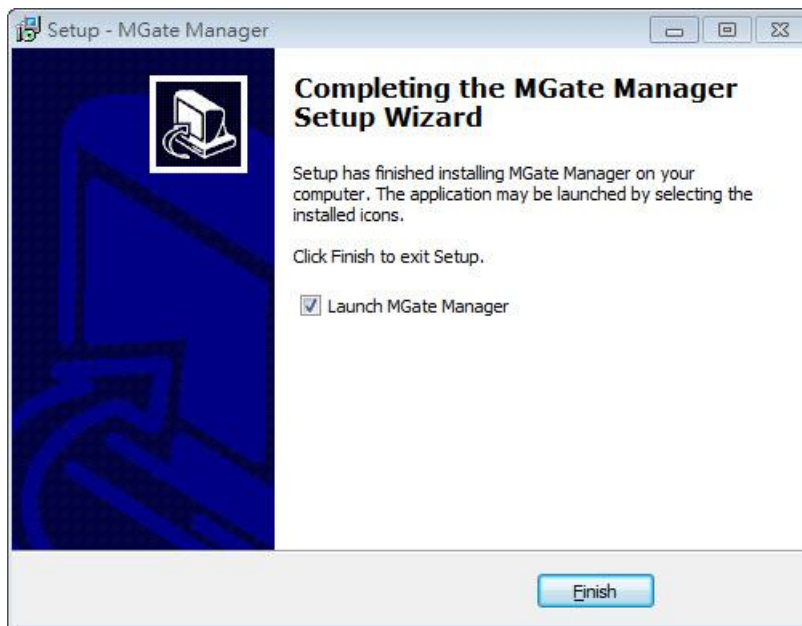 Setup - MGate Manager
Completing the MGate Manager
Setup Wizard
Setup has finished installing MGate Manager on your
computer. The application may be launched by selecting the
installed icons.
Click Finish to exit Setup.
Launch MGate Manager
Finish